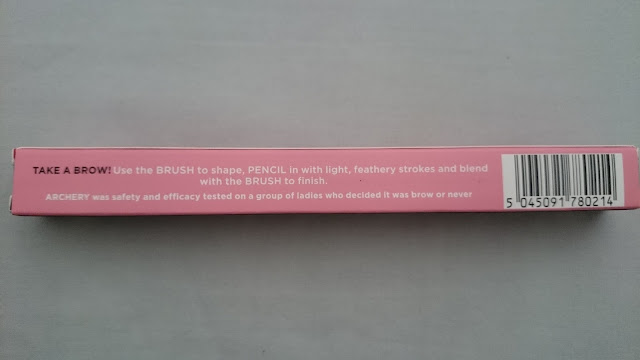 TAKE A BROW! Use the BRUSH to shape, PENCIL in with light, feathery strokes and blend
with the BRUSH to finish.
ARCHERY was safety and efficacy tested on a group of ladies who decided it was brow or never
5 045091 780214